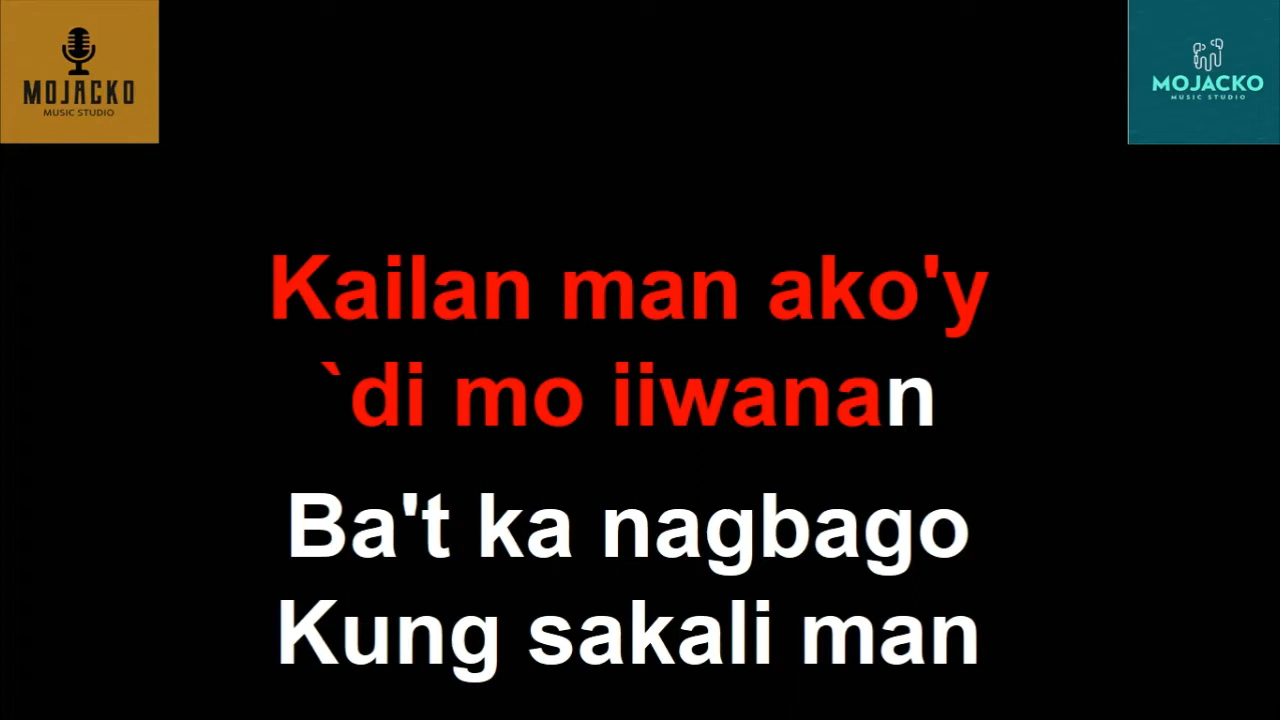 MOJACKO
MUSIC STUDIO
MOJACKO
MUSIC STUDIO
Kailan man ako'y
`di mo iiwanan
Ba't ka nagbago
Kung sakali man